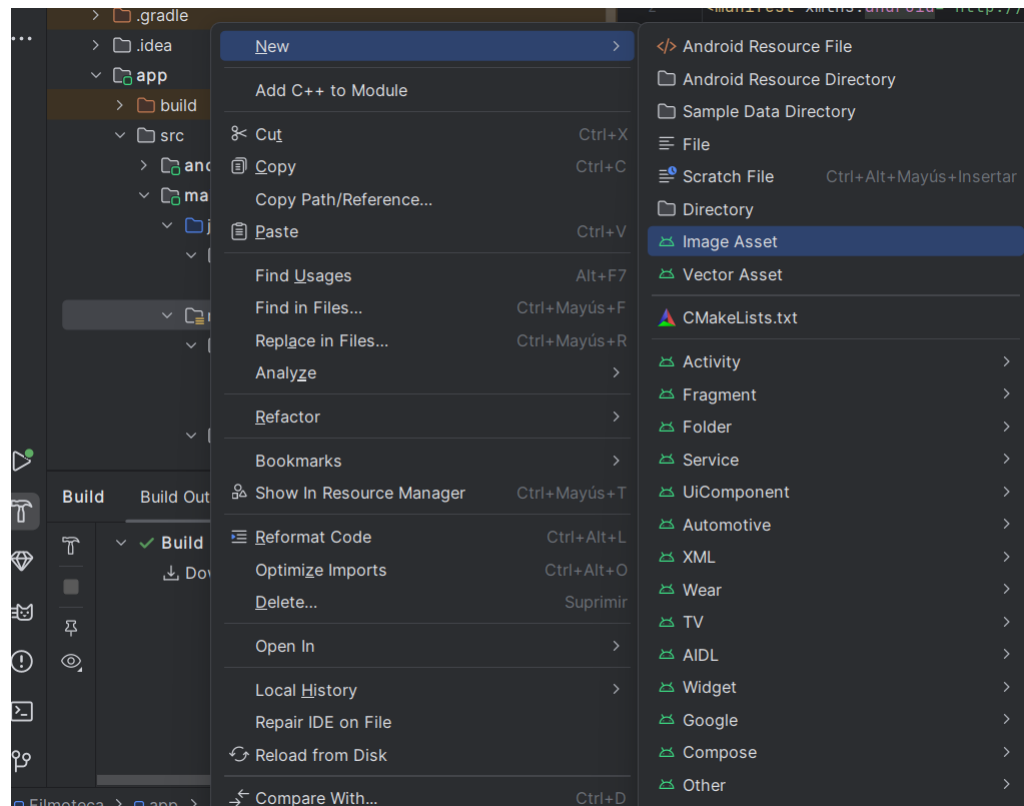 .gradle
.idea
app
build
src
New
Add C++ to Module
Cut Ctrl+X
Copy Ctrl+C
Copy Path/Reference...
Paste Ctrl+V
Find Usages Alt+F7
Find in Files... Ctrl+Mayús+F
Replace in Files... Ctrl+Mayús+R
Analyze
Refactor
Bookmarks
Show In Resource Manager Ctrl+Mayús+T
Reformat Code Ctrl+Alt+L
Optimize Imports Ctrl+Alt+O
Delete... Suprimir
Open In
Local History
Repair IDE on File
Reload from Disk
Compare With... Ctrl+D
Android Resource File
Android Resource Directory
Sample Data Directory
File
Scratch File Ctrl+Alt+Mayús+Insertar
Directory
Image Asset
Vector Asset
CMakeLists.txt
Activity
Fragment
Folder
Service
UiComponent
Automotive
XML
Wear
TV
AIDL
Widget
Google
Compose
Other
Build Build Out
Build
Filmoteca > app >